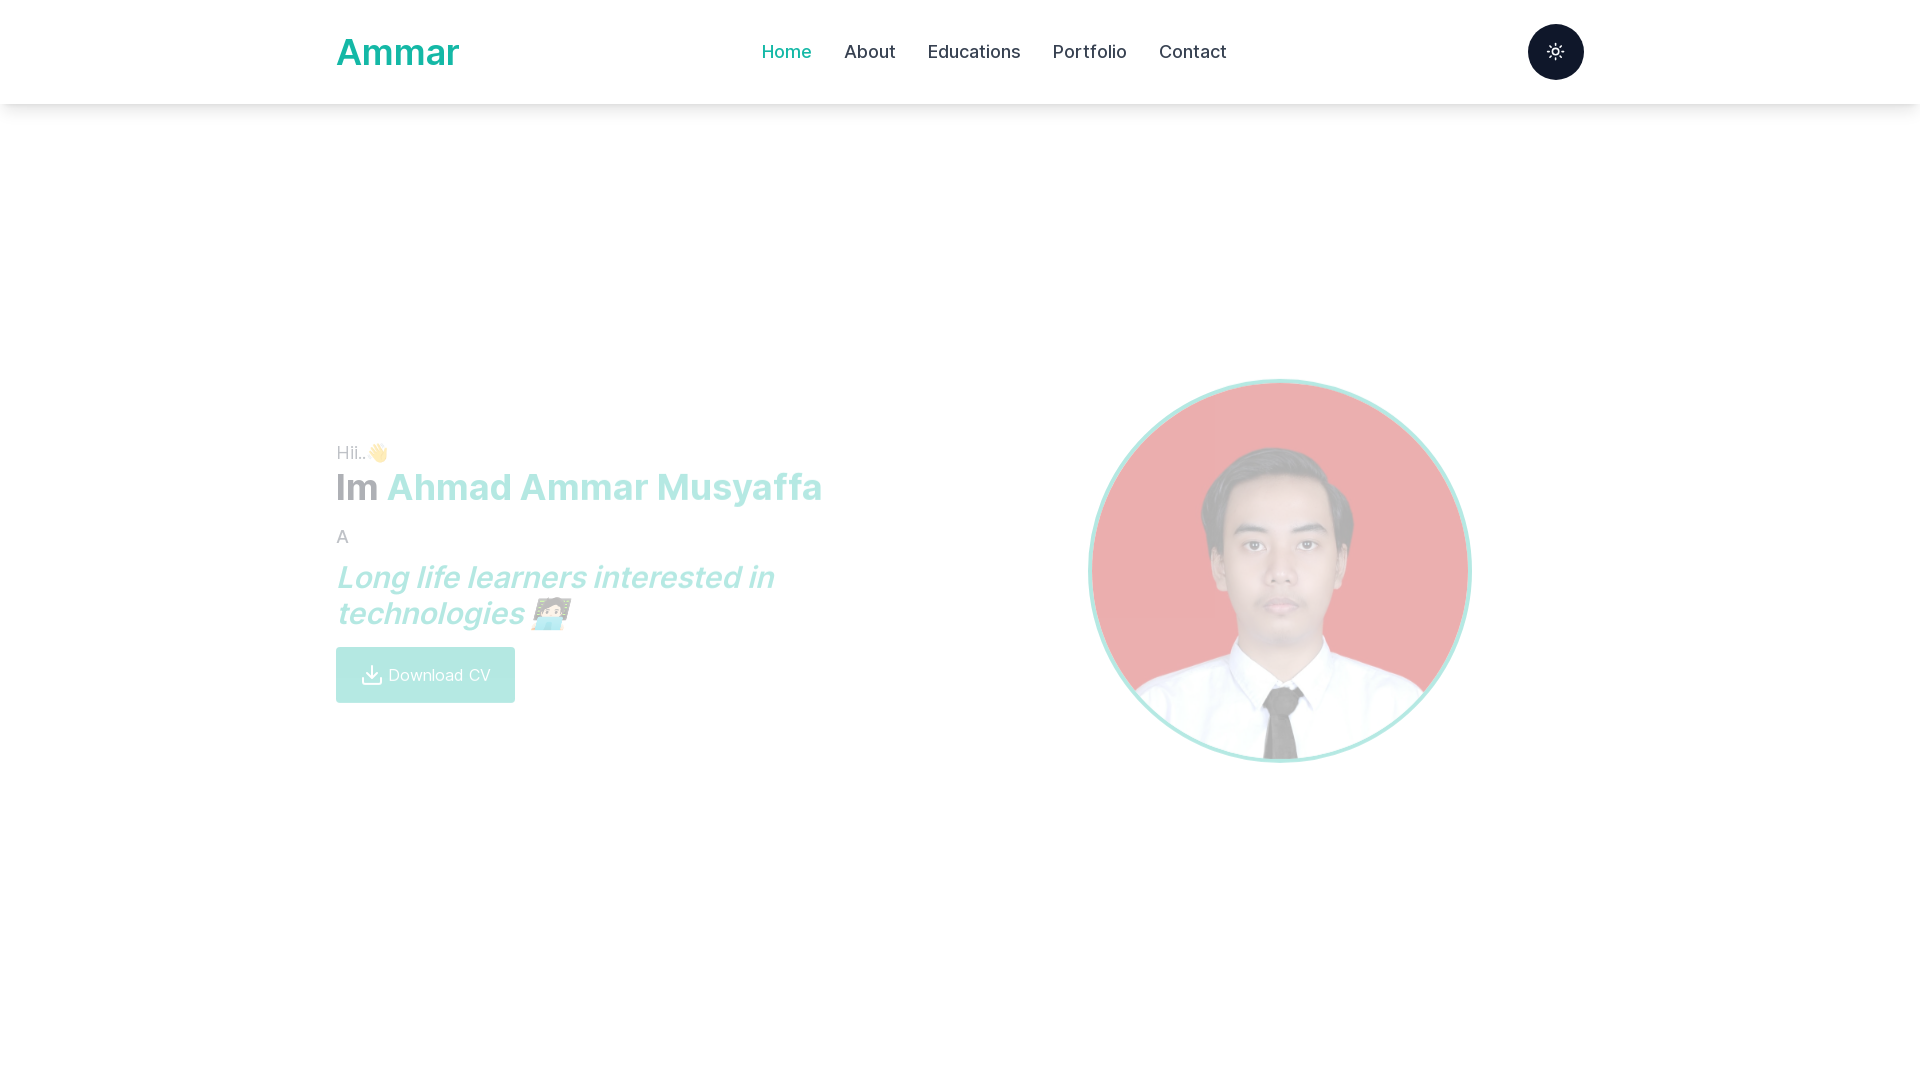 Ammar
Home About Educations Portfolio Contact
Hii..👋
Im Ahmad Ammar Musyaffa
A
Long life learners interested in
technologies 🧑🏻‍💻
Download CV